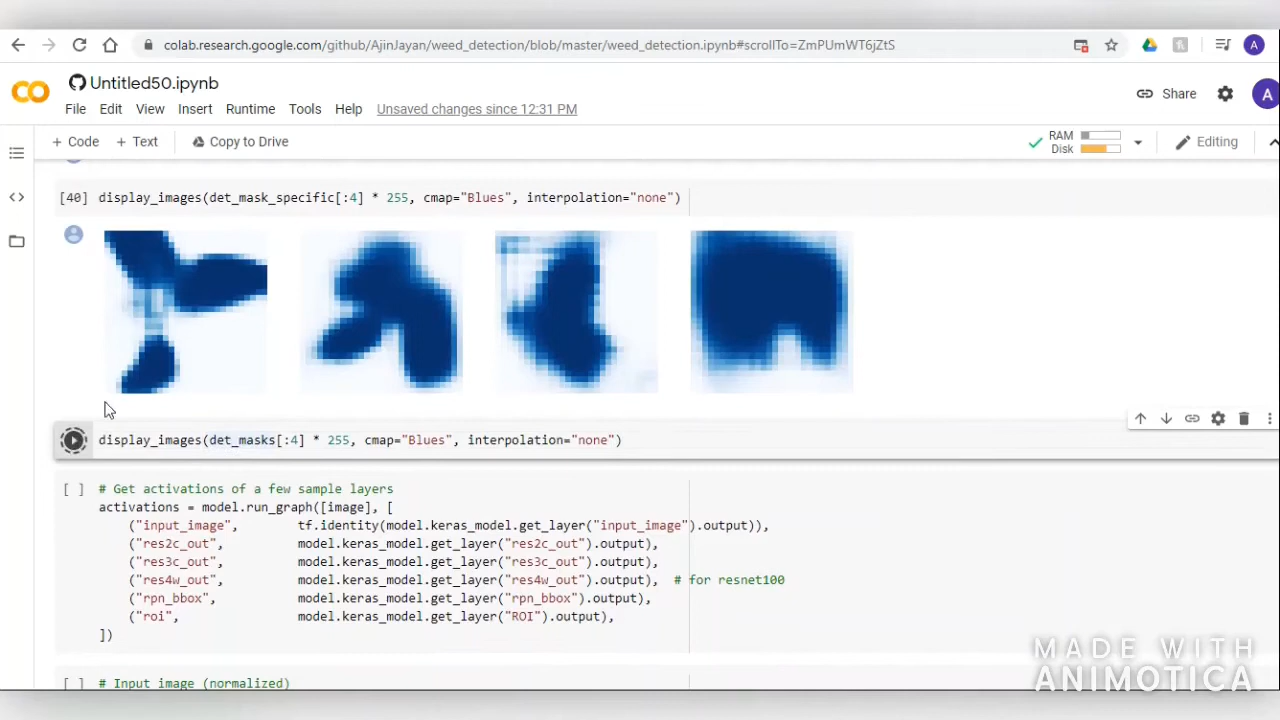 colab.research.google.com/github/AjinJayan/weed_detection/blob/master/weed_detection.ipynb#scrollTo=ZmPUmWT6jZtS
A
Untitled50.ipynb
File Edit View Insert Runtime Tools Help Unsaved changes since 12:31 PM
Share
A
+ Code + Text Copy to Drive
RAM
Disk
Editing
[40] display_images(det_mask_specific[:4] * 255, cmap="Blues", interpolation="none")
display_images(det_masks[:4] * 255, cmap="Blues", interpolation="none")
[ ] # Get activations of a few sample layers
activations = model.run_graph([image], [
("input_image", tf.identity(model.keras_model.get_layer("input_image").output)),
("res2c_out", model.keras_model.get_layer("res2c_out").output),
("res3c_out", model.keras_model.get_layer("res3c_out").output),
("res4w_out", model.keras_model.get_layer("res4w_out").output), # for resnet100
("rpn_bbox", model.keras_model.get_layer("rpn_bbox").output),
("roi", model.keras_model.get_layer("ROI").output),
])
[ ] # Input image (normalized)
MADE WITH
ANIMOTICA